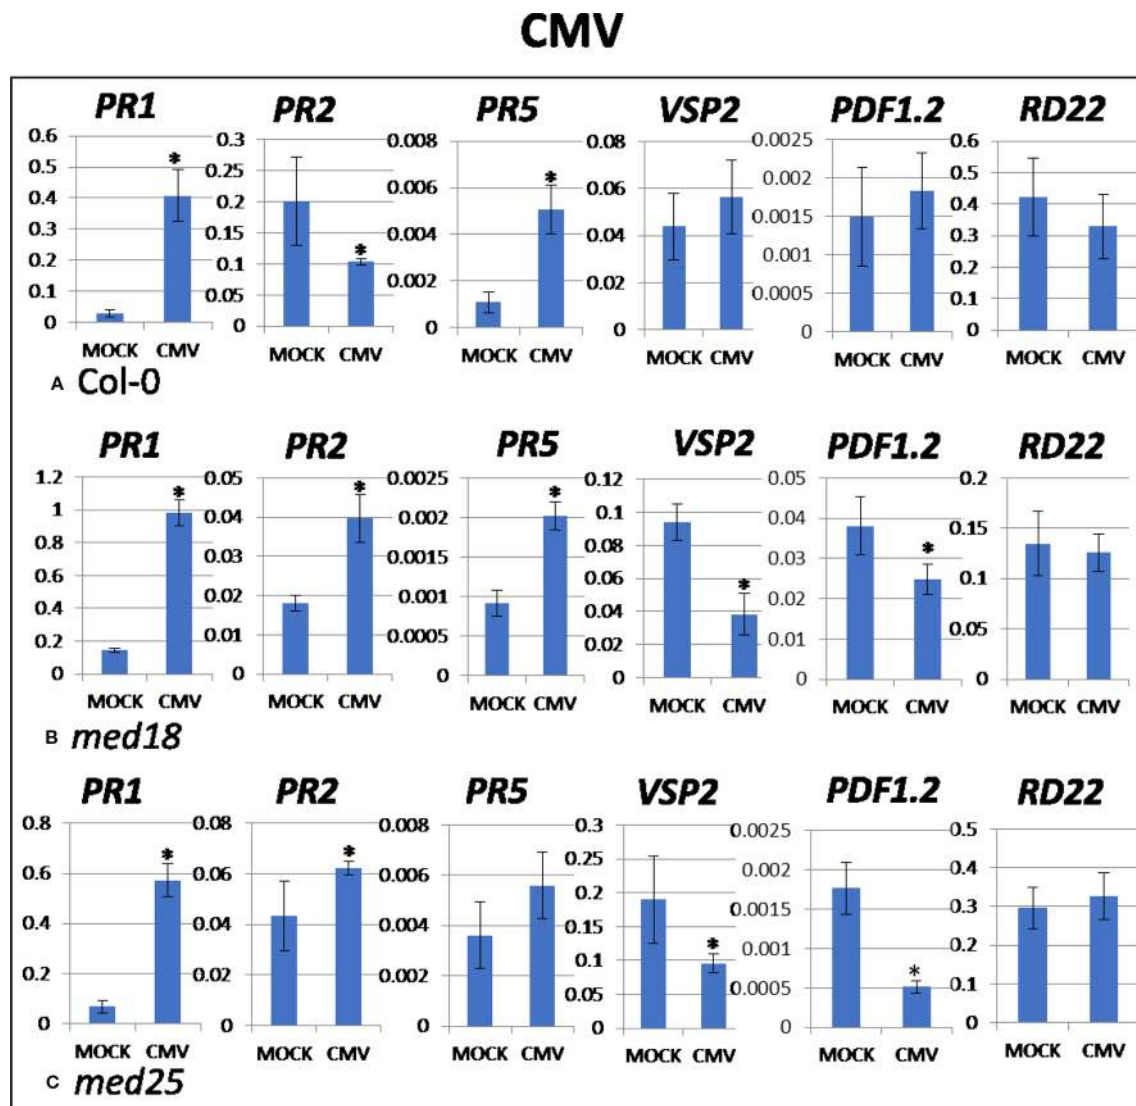 CMV
PR1 PR2 PR5 VSP2 PDF1.2 RD22
0.6 0.5 0.4 0.3 0.2 0.1 0
0.3 0.25 0.2 0.15 0.1 0.05 0
0.008 0.006 0.004 0.002 0
0.08 0.06 0.04 0.02 0
0.0025 0.002 0.0015 0.001 0.0005 0
0.6 0.5 0.4 0.3 0.2 0.1 0
* * *
MOCK CMV MOCK CMV MOCK CMV MOCK CMV MOCK CMV MOCK CMV
A Col-0
PR1 PR2 PR5 VSP2 PDF1.2 RD22
1.2 1 0.8 0.6 0.4 0.2 0
0.05 0.04 0.03 0.02 0.01 0
0.0025 0.002 0.0015 0.001 0.0005 0
0.12 0.1 0.08 0.06 0.04 0.02 0
0.05 0.04 0.03 0.02 0.01 0
0.2 0.15 0.1 0.05 0
* * * * *
MOCK CMV MOCK CMV MOCK CMV MOCK CMV MOCK CMV MOCK CMV
B med18
PR1 PR2 PR5 VSP2 PDF1.2 RD22
0.8 0.6 0.4 0.2 0
0.08 0.06 0.04 0.02 0
0.008 0.006 0.004 0.002 0
0.3 0.25 0.2 0.15 0.1 0.05 0
0.0025 0.002 0.0015 0.001 0.0005 0
0.5 0.4 0.3 0.2 0.1 0
* * * *
MOCK CMV MOCK CMV MOCK CMV MOCK CMV MOCK CMV MOCK CMV
C med25